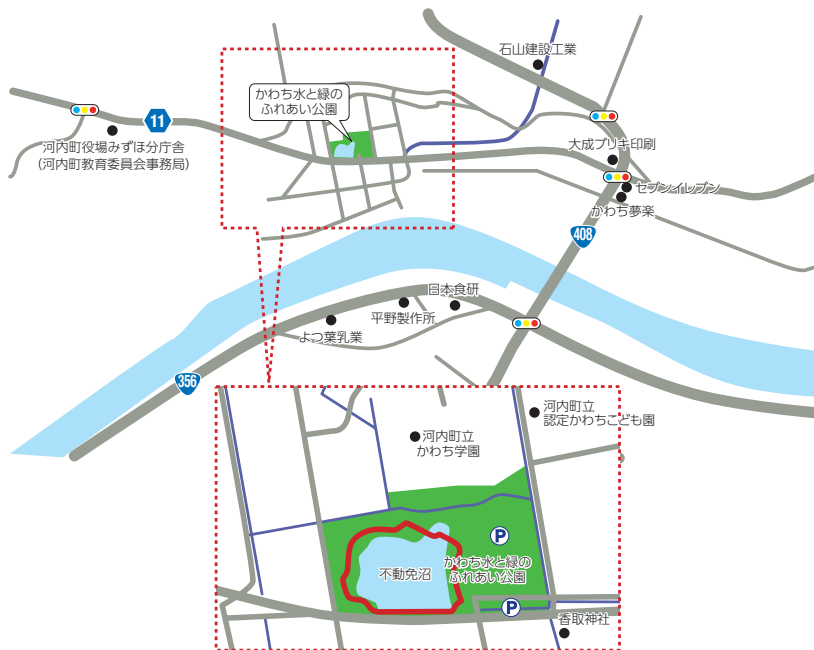 石山建設工業
かわち水と緑の
ふれあい公園
11
河内町役場みずほ分庁舎
(河内町教育委員会事務局)
大成ブリキ印刷
セブンイレブン
かわち夢楽
408
日本食研
平野製作所
よつ葉乳業
356
河内町立
認定かわちこども園
河内町立
かわち学園
P
かわち水と緑の
ふれあい公園
不動免沼
P
香取神社